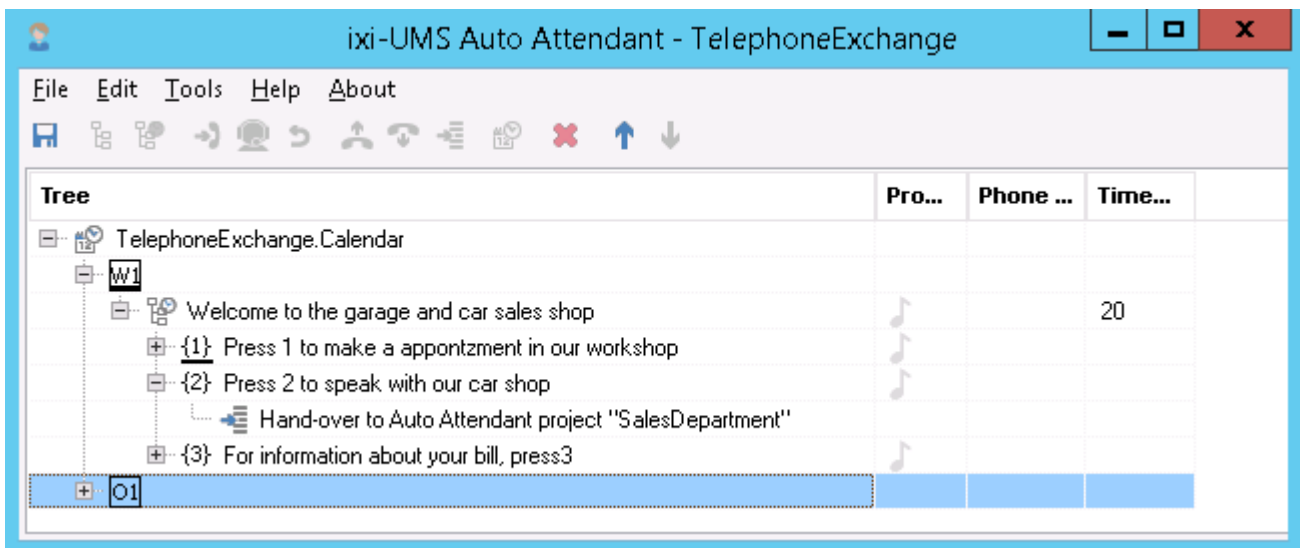 ixi-UMS Auto Attendant - TelephoneExchange
File Edit Tools Help About
Tree Pro... Phone ... Time...
TelephoneExchange.Calendar
W1
Welcome to the garage and car sales shop 20
{1} Press 1 to make a appontzment in our workshop
{2} Press 2 to speak with our car shop
Hand-over to Auto Attendant project "SalesDepartment"
{3} For information about your bill, press3
O1